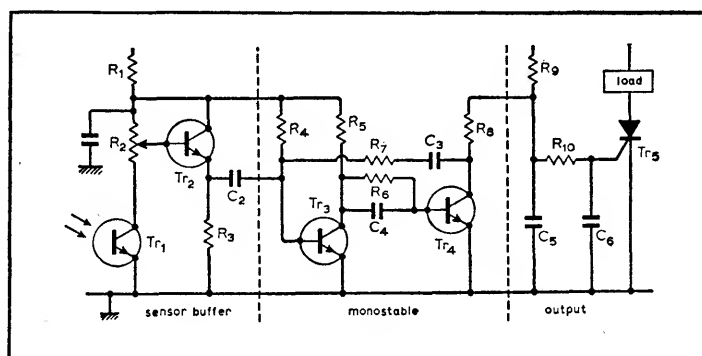 R1
R9
load
R2
Tr2
R4
R5
R7
C3
R8
R10
Tr5
C2
R6
Tr3
C4
Tr1
R3
Tr4
C5
C6
sensor buffer
monostable
output